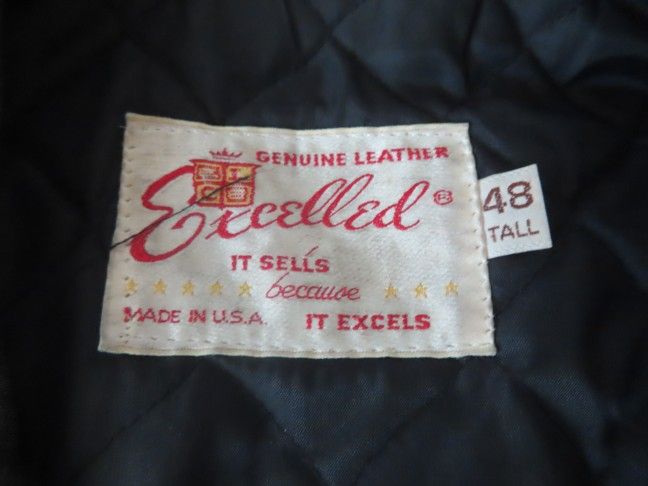 GENUINE LEATHER
Excelled®
IT SELLS
because
MADE IN U.S.A.
IT EXCELS
48
TALL